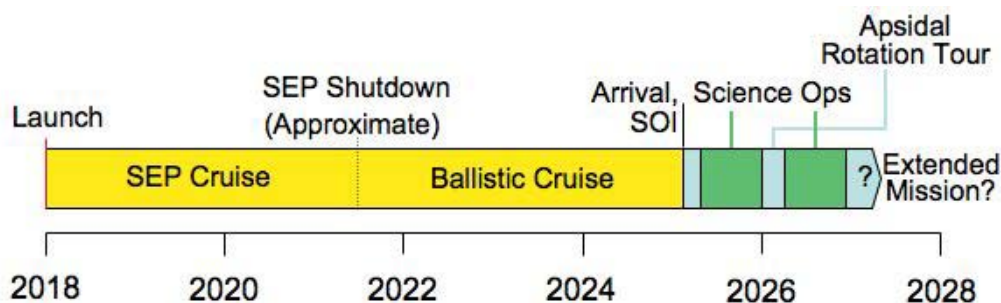 Launch
SEP Shutdown
(Approximate)
Arrival,
SOI
Science Ops
Apsidal
Rotation Tour
SEP Cruise
Ballistic Cruise
?
Extended
Mission?
2018
2020
2022
2024
2026
2028